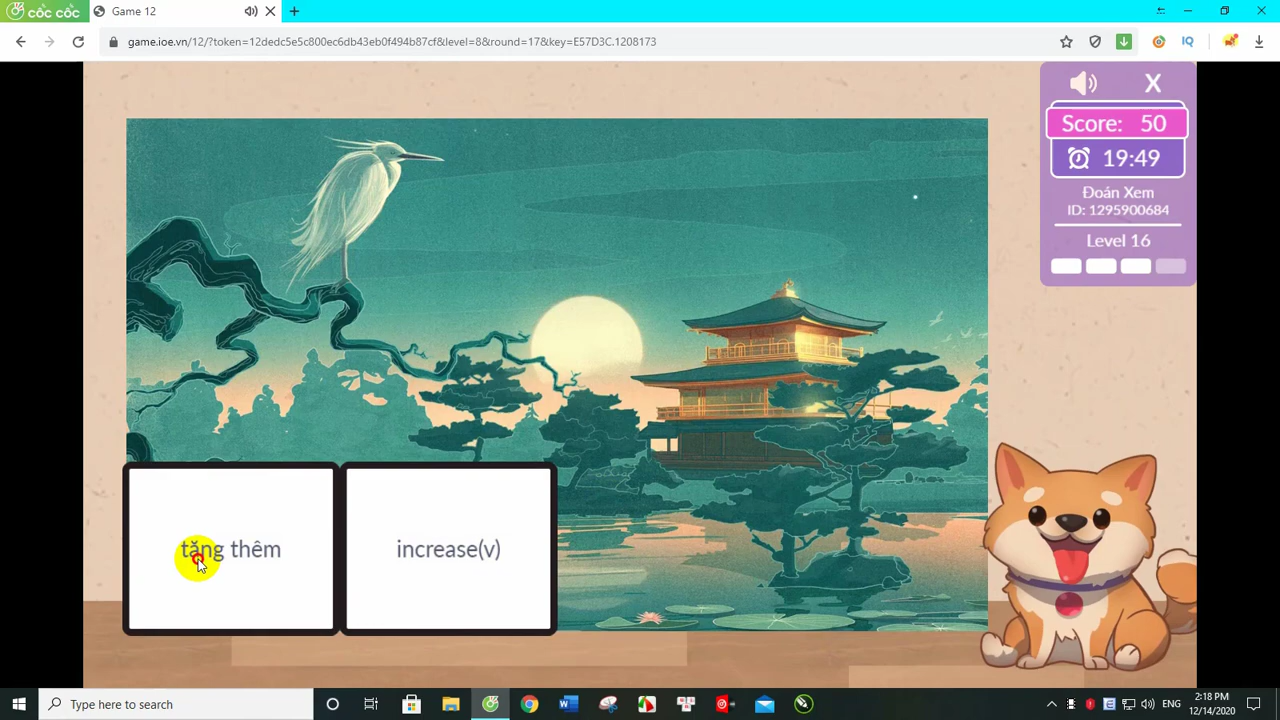 CỐC CỐC
Game 12
game.ioe.vn/12/?token=12dedc5e5c800ec6db43eb0f494b87cf&level=8&round=17&key=E57D3C.1208173
IQ
X
Score: 50
19:49
Đoán Xem
ID: 1295900684
Level 16
tăng thêm
increase(v)
Type here to search
ENG
2:18 PM
12/14/2020